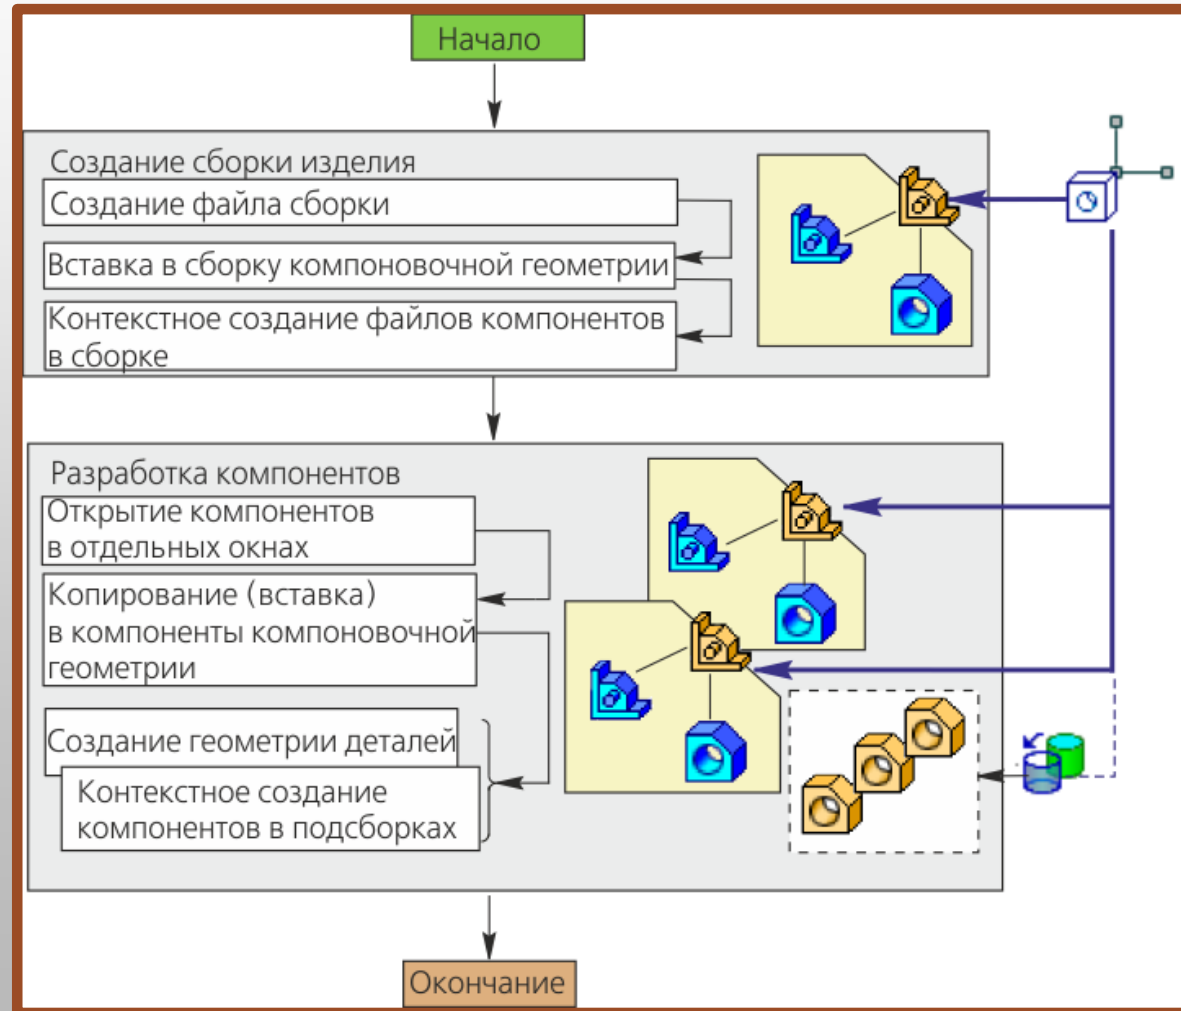 Начало
Создание сборки изделия
Создание файла сборки
Вставка в сборку компоновочной геометрии
Контекстное создание файлов компонентов
в сборке
Разработка компонентов
Открытие компонентов
в отдельных окнах
Копирование (вставка)
в компоненты компоновочной
геометрии
Создание геометрии деталей
Контекстное создание
компонентов в подсборках
Окончание